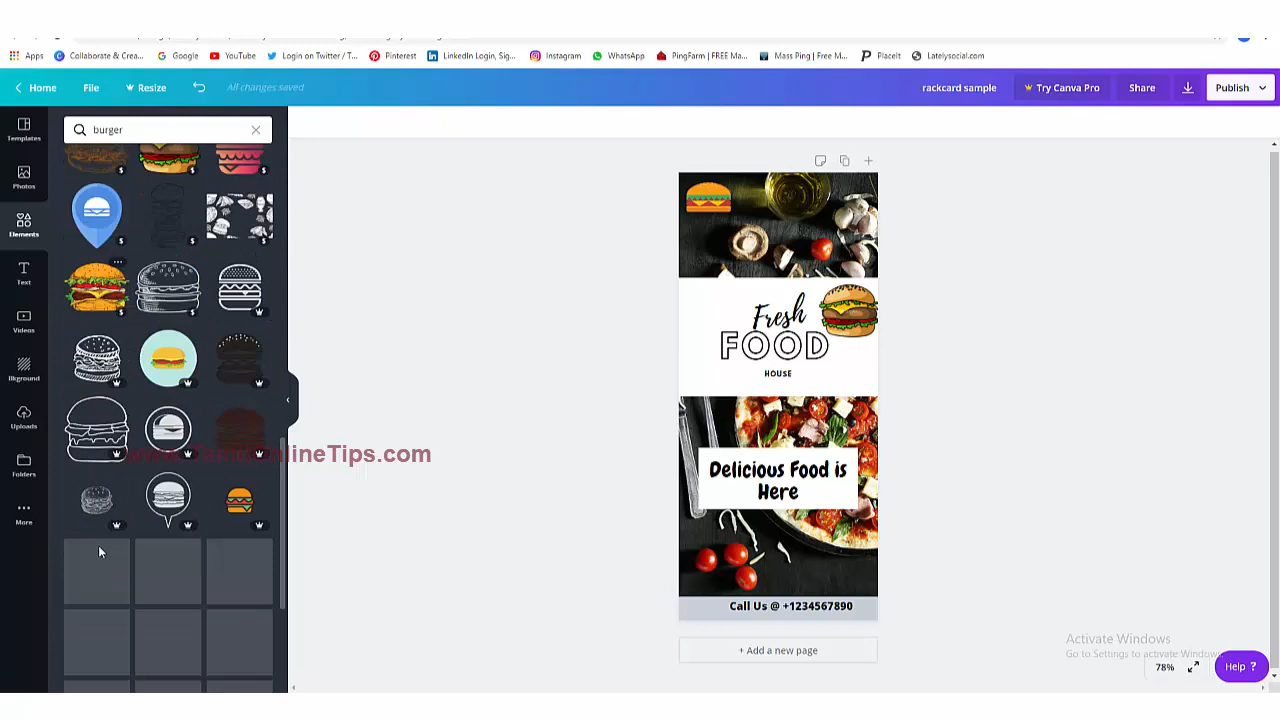 Apps
Collaborate & Crea...
Google
YouTube
Login on Twitter / T...
Pinterest
LinkedIn Login, Sig...
Instagram
WhatsApp
PingFarm | FREE Ma...
Mass Ping | Free M...
PlaceIt
Latelysocial.com
Home
File
Resize
All changes saved
rackcard sample
Try Canva Pro
Share
Publish
Templates
Photos
Elements
Text
Videos
Bkground
Uploads
Folders
More
burger
Fresh
FOOD
HOUSE
Delicious Food is
Here
Call Us @ +1234567890
+ Add a new page
www.TamilOnlineTips.com
Activate Windows
Go to Settings to activate Windows.
78%
Help ?